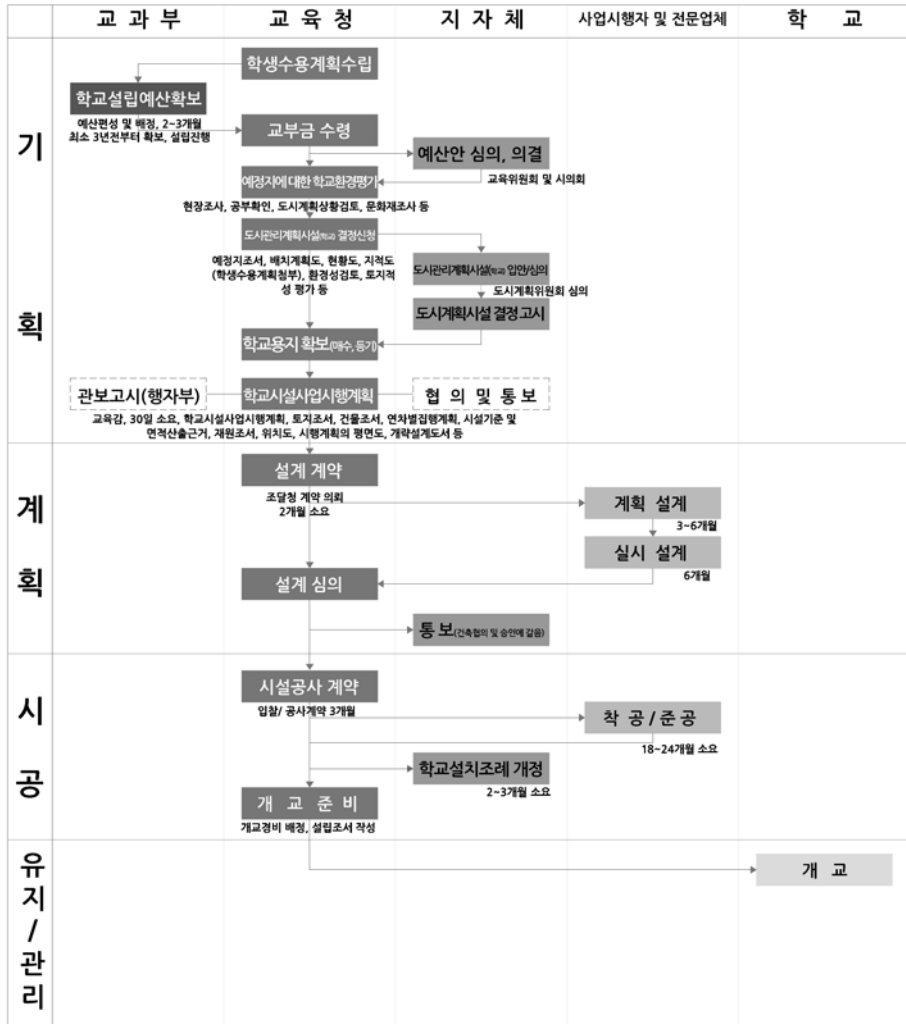 교 과 부
교 육 청
지 자 체
사업시행자 및 전문업체
학 교
기 획
학생수용계획수립
학교설립예산확보
예산편성 및 배정, 2~3개월
최소 3년전부터 확보, 설립진행
교부금 수령
예산안 심의, 의결
교육위원회 및 시의회
예정지에 대한 학교환경평가
현장조사, 공부확인, 도시계획상황검토, 문화재조사 등
도시관리계획시설(학교) 결정신청
예정지조서, 배치계획도, 현황도, 지적도
(학생수용계획첨부), 환경성검토, 토지적
성 평가 등
도시관리계획시설(학교) 입안/심의
도시계획위원회 심의
도시계획시설 결정 고시
학교용지 확보(매수, 등기)
관보고시(행자부)
학교시설사업시행계획
협 의 및 통 보
교육감, 30일 소요, 학교시설사업시행계획, 토지조서, 건물조서, 연차별집행계획, 시설기준 및
면적산출근거, 재원조서, 위치도, 시행계획의 평면도, 개략설계도서 등
계 획
설계 계약
조달청 계약 의뢰
2개월 소요
계획 설계
3~6개월
실시 설계
6개월
설계 심의
통 보(건축협의 및 승인에 갈음)
시 공
시설공사 계약
입찰/ 공사계약 3개월
착 공 / 준 공
18~24개월 소요
학교설치조례 개정
2~3개월 소요
개 교 준 비
개교경비 배정, 설립조서 작성
유 지 / 관 리
개 교